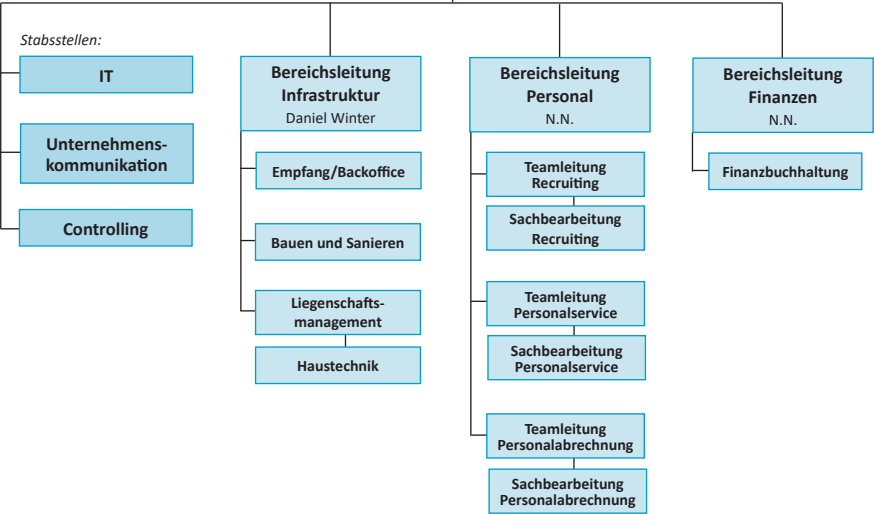 Stabsstellen:
IT
Unternehmens-
kommunikation
Controlling
Bereichsleitung
Infrastruktur
Daniel Winter
Empfang/Backoffice
Bauen und Sanieren
Liegenschafts-
management
Haustechnik
Bereichsleitung
Personal
N.N.
Teamleitung
Recruiting
Sachbearbeitung
Recruiting
Teamleitung
Personalservice
Sachbearbeitung
Personalservice
Teamleitung
Personalabrechnung
Sachbearbeitung
Personalabrechnung
Bereichsleitung
Finanzen
N.N.
Finanzbuchhaltung